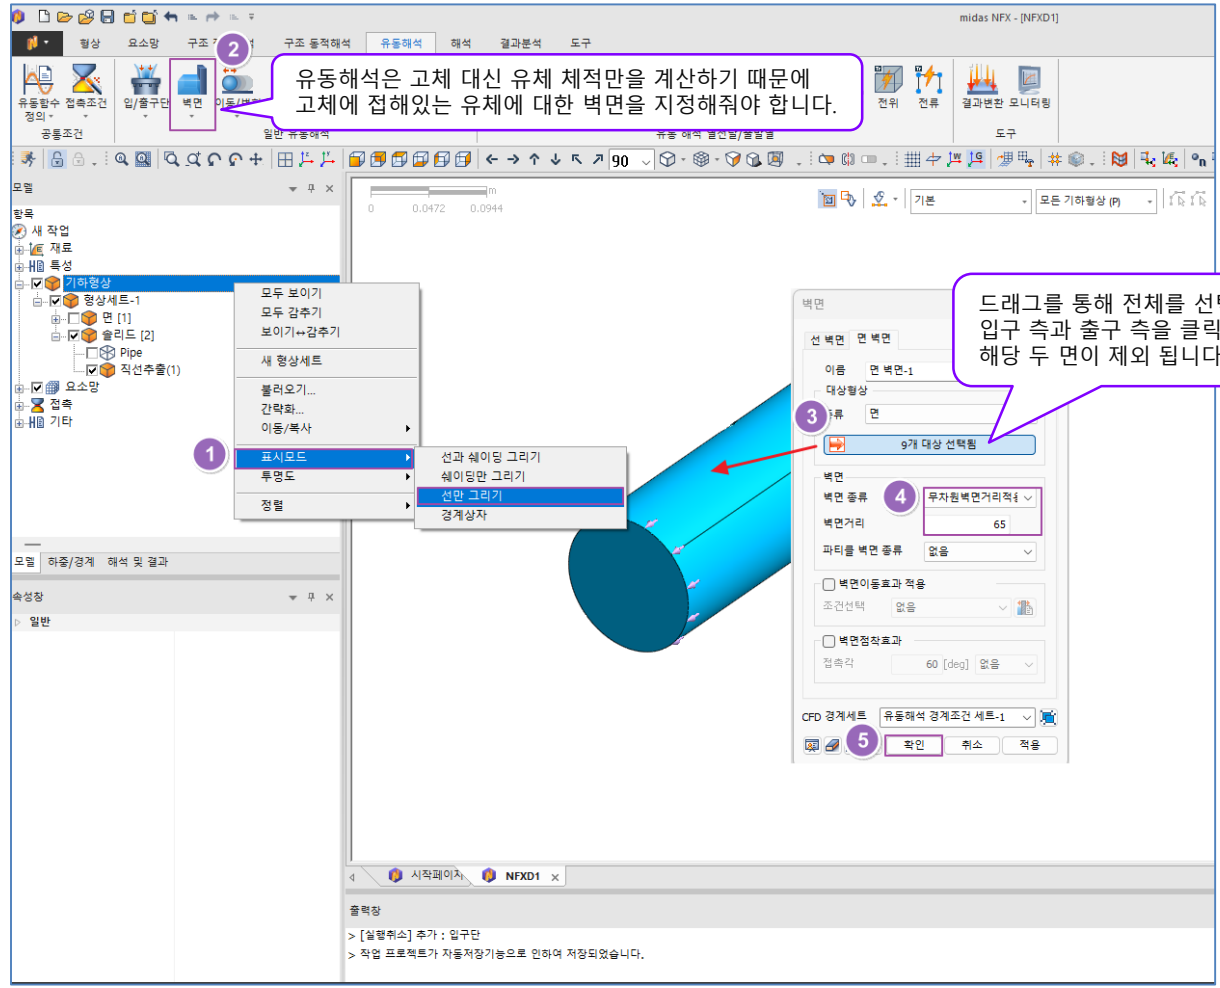 midas NFX - [NFXD1]
형상
요소망
구조
2
구조 동적해석
유동해석
해석
결과분석
도구
유동해석은 고체 대신 유체 체적만을 계산하기 때문에
고체에 접해있는 유체에 대한 벽면을 지정해줘야 합니다.
유동함수 정의
접촉조건
입/출구단
벽면
전위
전류
결과변환
모니터링
공통조건
일반 유동해석
도구
90
모델
항목
새 작업
재료
특성
기하형상
형상세트-1
면 [1]
솔리드 [2]
Pipe
직선추출(1)
요소망
접촉
기타
모두 보이기
모두 감추기
보이기↔감추기
새 형상세트
불러오기...
간략화...
이동/복사
1
표시모드
투명도
정렬
선과 쉐이딩 그리기
쉐이딩만 그리기
선만 그리기
경계상자
모델
하중/경계
해석 및 결과
속성창
일반
m
0
0.0472
0.0944
기본
모든 기하형상 (P)
드래그를 통해 전체를
입구 측과 출구 측을 클릭
해당 두 면이 제외 됩니다
벽면
선 벽면
면 벽면
이름
면 벽면-1
대상형상
3
면
9개 대상 선택됨
벽면
벽면 종류
4
무차원벽면거리적용
벽면거리
65
파티클 벽면 종류
없음
벽면이동효과 적용
조건선택
없음
벽면점착효과
접촉각
60 [deg]
없음
CFD 경계세트
유동해석 경계조건 세트-1
5
확인
취소
적용
시작페이지
NFXD1
출력창
> [실행취소] 추가 : 입구단
> 작업 프로젝트가 자동저장기능으로 인하여 저장되었습니다.